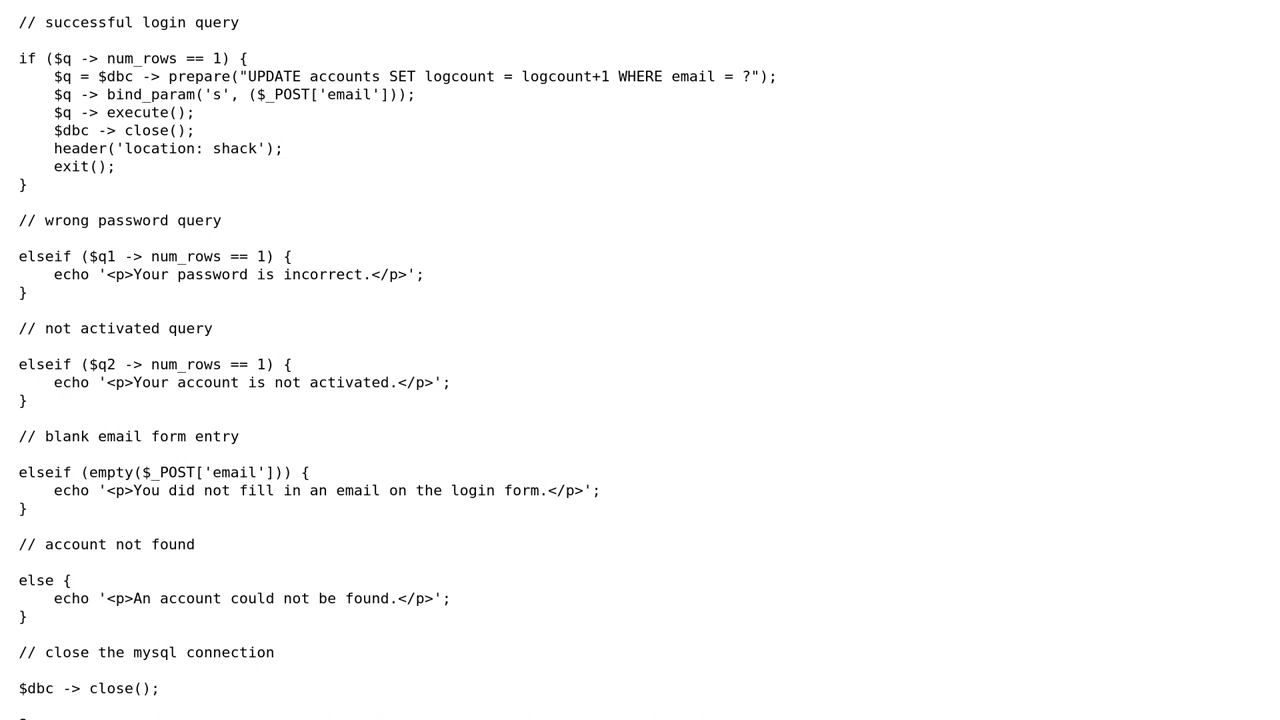 // successful login query
if ($q -> num_rows == 1) {
    $q = $dbc -> prepare("UPDATE accounts SET logcount = logcount+1 WHERE email = ?");
    $q -> bind_param('s', ($_POST['email']));
    $q -> execute();
    $dbc -> close();
    header('location: shack');
    exit();
}
// wrong password query
elseif ($q1 -> num_rows == 1) {
    echo '<p>Your password is incorrect.</p>';
}
// not activated query
elseif ($q2 -> num_rows == 1) {
    echo '<p>Your account is not activated.</p>';
}
// blank email form entry
elseif (empty($_POST['email'])) {
    echo '<p>You did not fill in an email on the login form.</p>';
}
// account not found
else {
    echo '<p>An account could not be found.</p>';
}
// close the mysql connection
$dbc -> close();